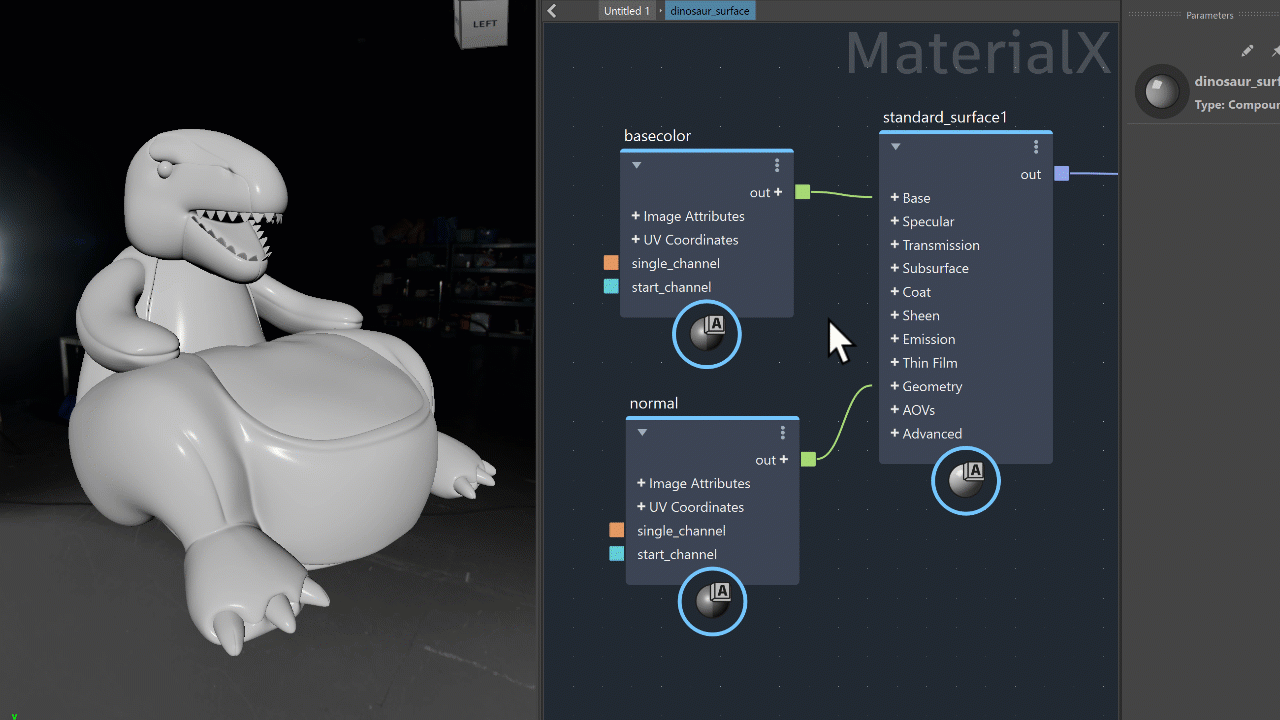 LEFT
Untitled 1
dinosaur_surface
MaterialX
Parameters
dinosaur_surf
Type: Compoun
basecolor
out
Image Attributes
UV Coordinates
single_channel
start_channel
A
normal
out
Image Attributes
UV Coordinates
single_channel
start_channel
A
standard_surface1
out
Base
Specular
Transmission
Subsurface
Coat
Sheen
Emission
Thin Film
Geometry
AOVs
Advanced
A
y